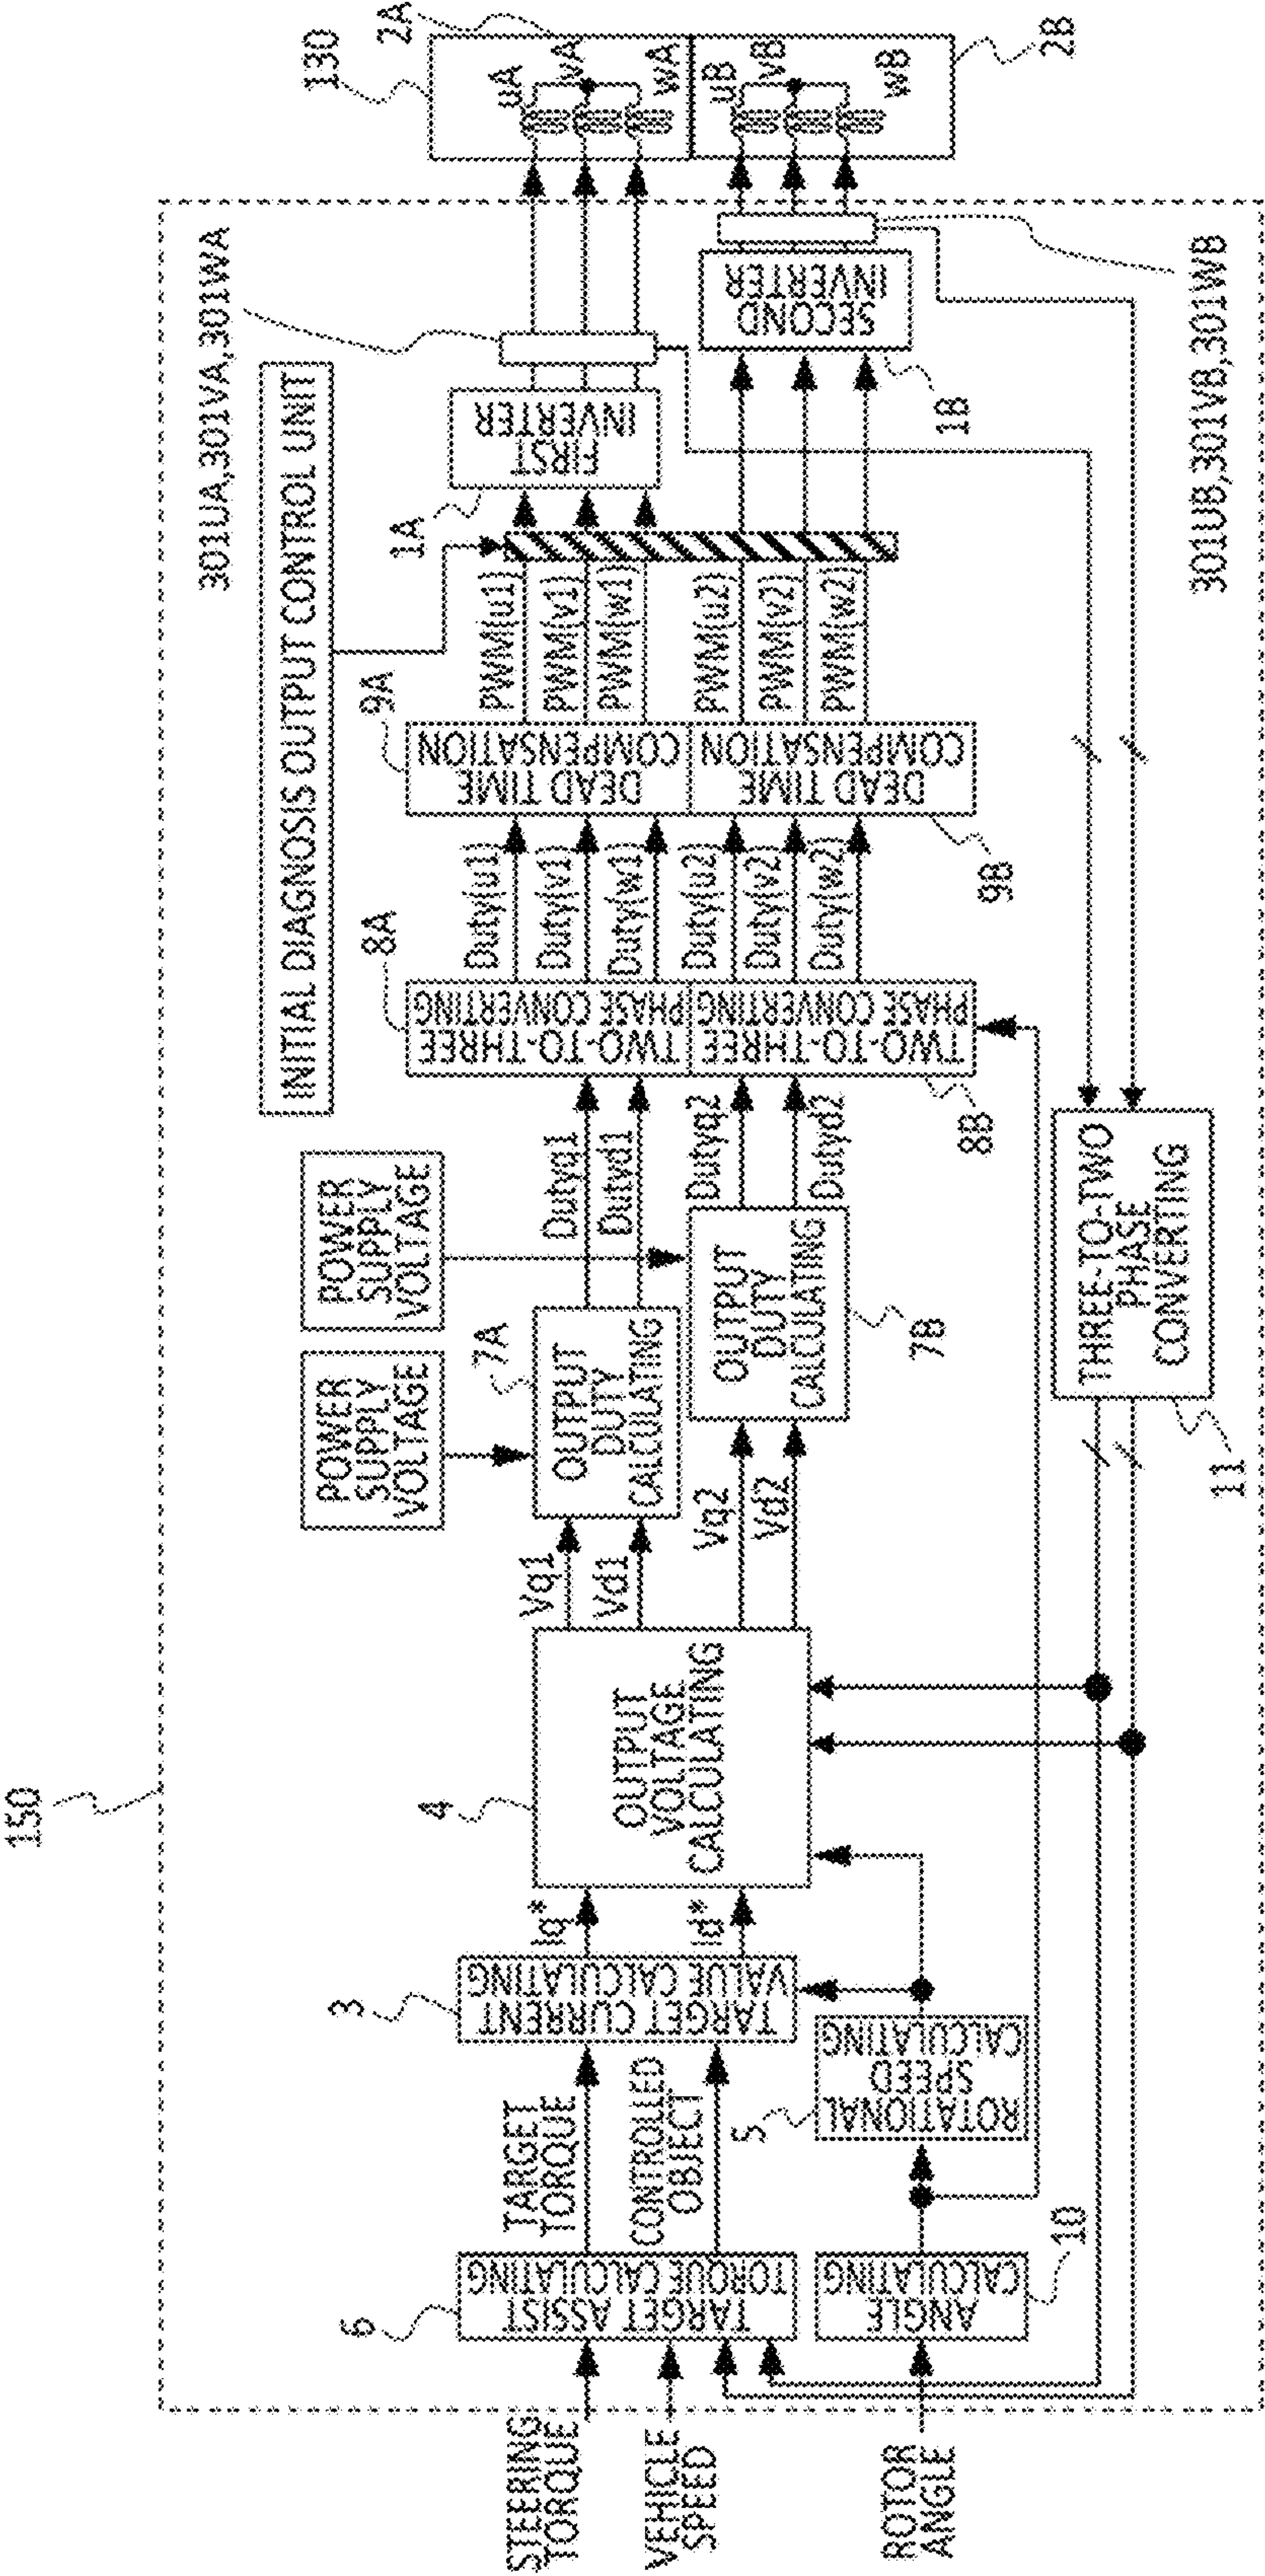 150
130
2A
2B
INITIAL DIAGNOSIS OUTPUT CONTROL UNIT
301UA,301VA,301WA
301UB,301VB,301WB
STEERING
TORQUE
VEHICLE
SPEED
ROTOR
ANGLE
6
TARGET ASSIST
TORQUE CALCULATING
TARGET
TORQUE
CONTROLLED
OBJECT
10
ANGLE
CALCULATING
5
ROTATIONAL
SPEED
CALCULATING
3
TARGET CURRENT
VALUE CALCULATING
Iq*
Id*
4
OUTPUT
VOLTAGE
CALCULATING
Vq1
Vd1
Vq2
Vd2
POWER
SUPPLY
VOLTAGE
POWER
SUPPLY
VOLTAGE
7A
OUTPUT
DUTY
CALCULATING
7B
OUTPUT
DUTY
CALCULATING
Dutyq1
Dutyd1
Dutyq2
Dutyd2
8A
TWO-TO-THREE
PHASE CONVERTING
TWO-TO-THREE
PHASE CONVERTING
8B
Duty(u1)
Duty(v1)
Duty(w1)
Duty(u2)
Duty(v2)
Duty(w2)
9A
DEAD TIME
COMPENSATION
DEAD TIME
COMPENSATION
9B
PWM(u1)
PWM(v1)
PWM(w1)
PWM(u2)
PWM(v2)
PWM(w2)
1A
FIRST
INVERTER
1B
SECOND
INVERTER
uA
vA
wA
uB
vB
wB
11
THREE-TO-TWO
PHASE
CONVERTING